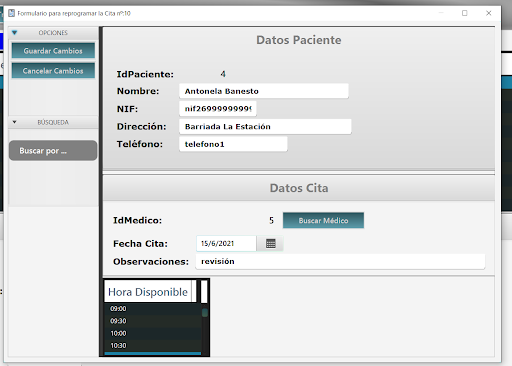 Formulario para reprogramar la Cita nº:10
OPCIONES
Guardar Cambios
Cancelar Cambios
BÚSQUEDA
Buscar por ...
Datos Paciente
IdPaciente: 4
Nombre: Antonela Banesto
NIF: nif26999999999
Dirección: Barriada La Estación
Teléfono: telefono1
Datos Cita
IdMedico: 5 Buscar Médico
Fecha Cita: 15/6/2021
Observaciones: revisión
Hora Disponible
09:00
09:30
10:00
10:30